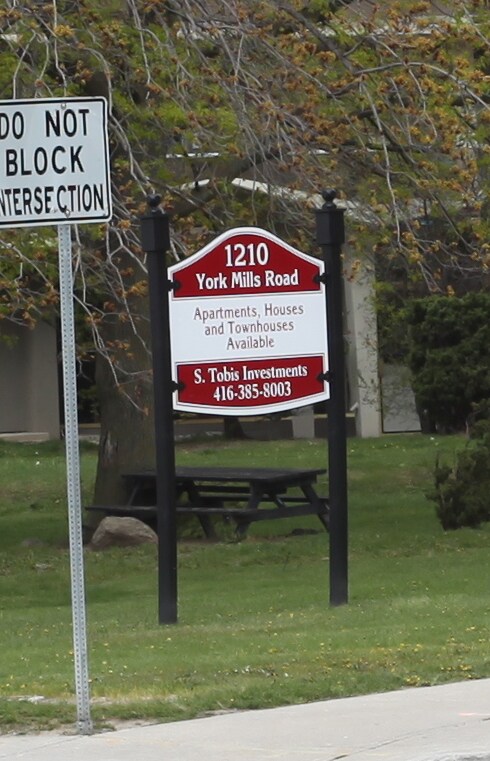 DO NOT
BLOCK
NTERSECTION
1210
York Mills Road
Apartments, Houses
and Townhouses
Available
S. Tobis Investments
416-385-8003